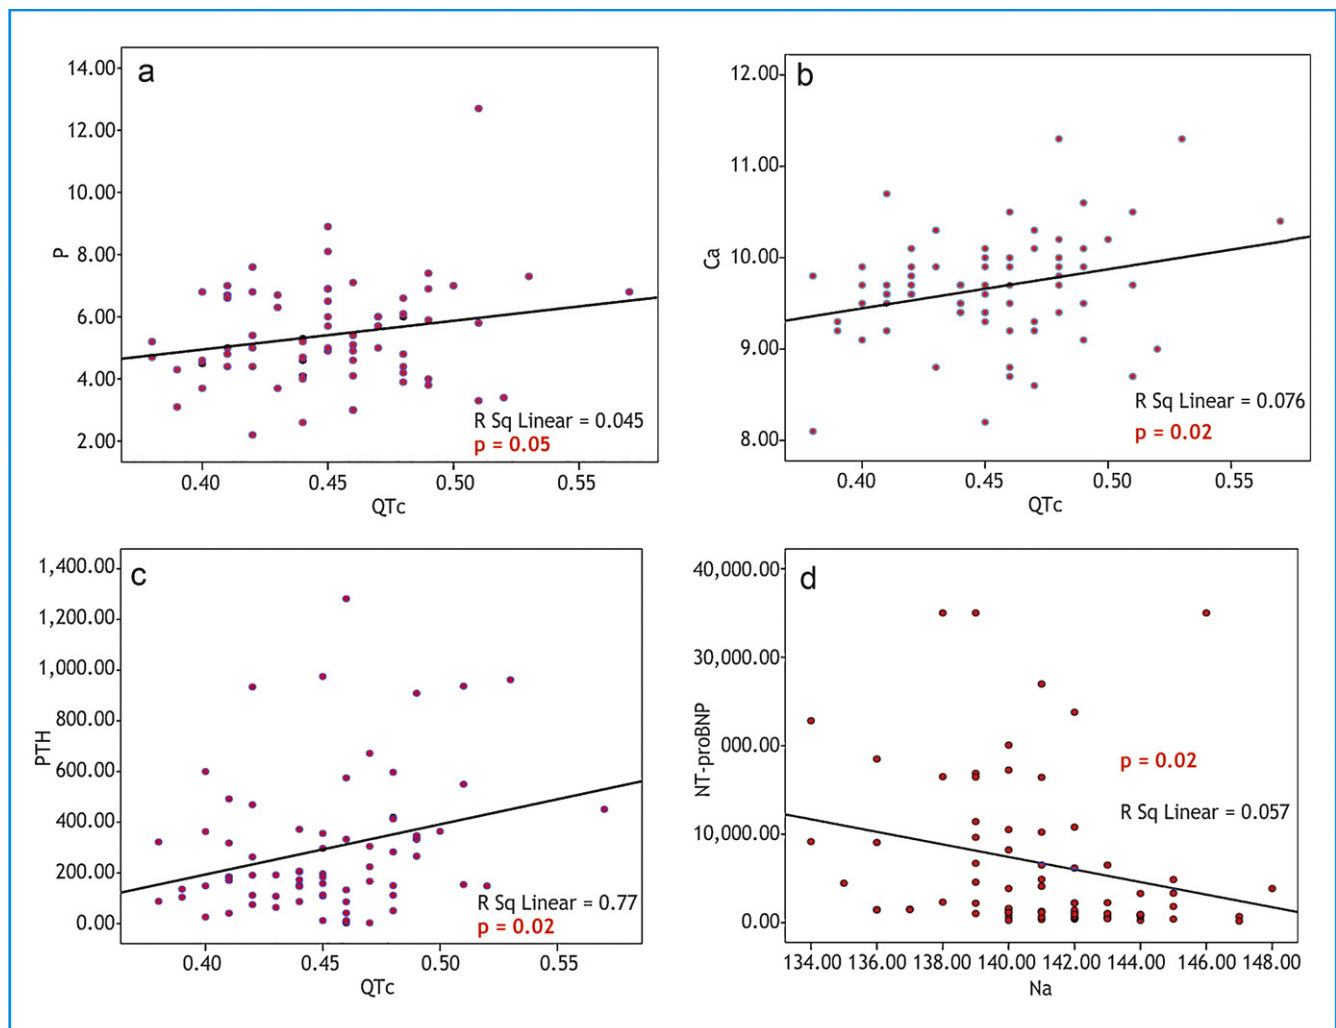 a
14.00
12.00
10.00
8.00
6.00
4.00
2.00
P
R Sq Linear = 0.045
p = 0.05
0.40 0.45 0.50 0.55
QTc
b
12.00
11.00
10.00
9.00
8.00
Ca
R Sq Linear = 0.076
p = 0.02
0.40 0.45 0.50 0.55
QTc
c
1,400.00
1,200.00
1,000.00
800.00
600.00
400.00
200.00
0.00
PTH
R Sq Linear = 0.77
p = 0.02
0.40 0.45 0.50 0.55
QTc
d
40,000.00
30,000.00
000.00
10,000.00
0.00
NT-proBNP
p = 0.02
R Sq Linear = 0.057
134.00 136.00 138.00 140.00 142.00 144.00 146.00 148.00
Na